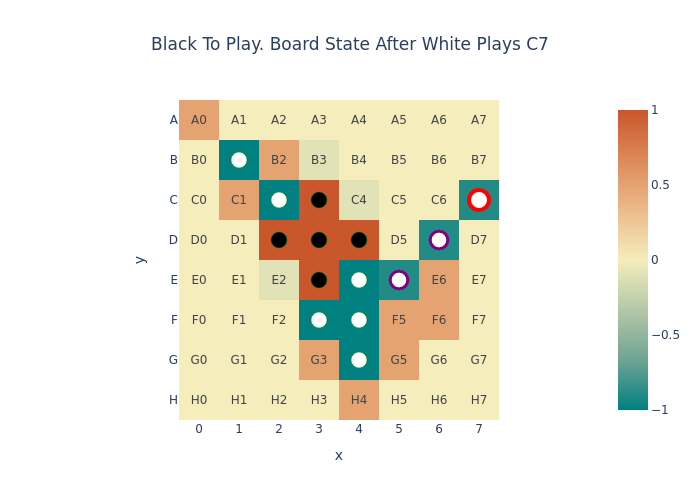 Black To Play. Board State After White Plays C7
A A0 A1 A2 A3 A4 A5 A6 A7
B B0 B2 B3 B4 B5 B6 B7
C C0 C1 C4 C5 C6
D D0 D1 D5 D7
E E0 E1 E2 E6 E7
F F0 F1 F2 F5 F6 F7
G G0 G1 G2 G3 G5 G6 G7
H H0 H1 H2 H3 H4 H5 H6 H7
0 1 2 3 4 5 6 7
x
y
1
0.5
0
−0.5
−1